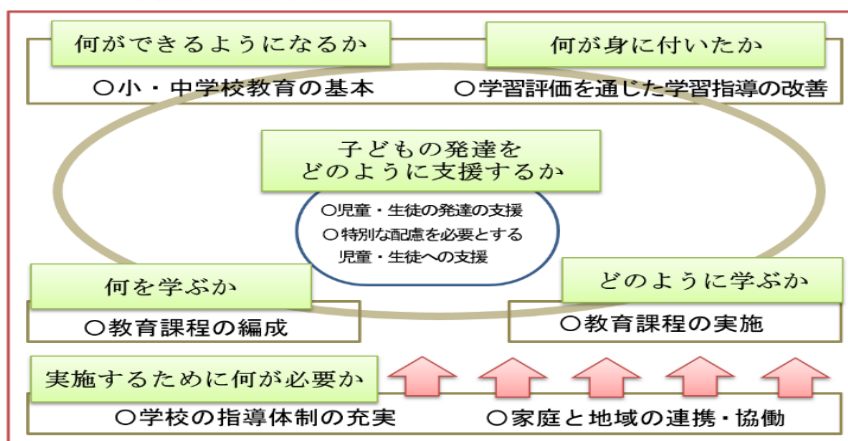 何ができるようになるか
何が身に付いたか
○小・中学校教育の基本
○学習評価を通じた学習指導の改善
子どもの発達を
どのように支援するか
○児童・生徒の発達の支援
○特別な配慮を必要とする
児童・生徒への支援
何を学ぶか
どのように学ぶか
○教育課程の編成
○教育課程の実施
実施するために何が必要か
○学校の指導体制の充実
○家庭と地域の連携・協働